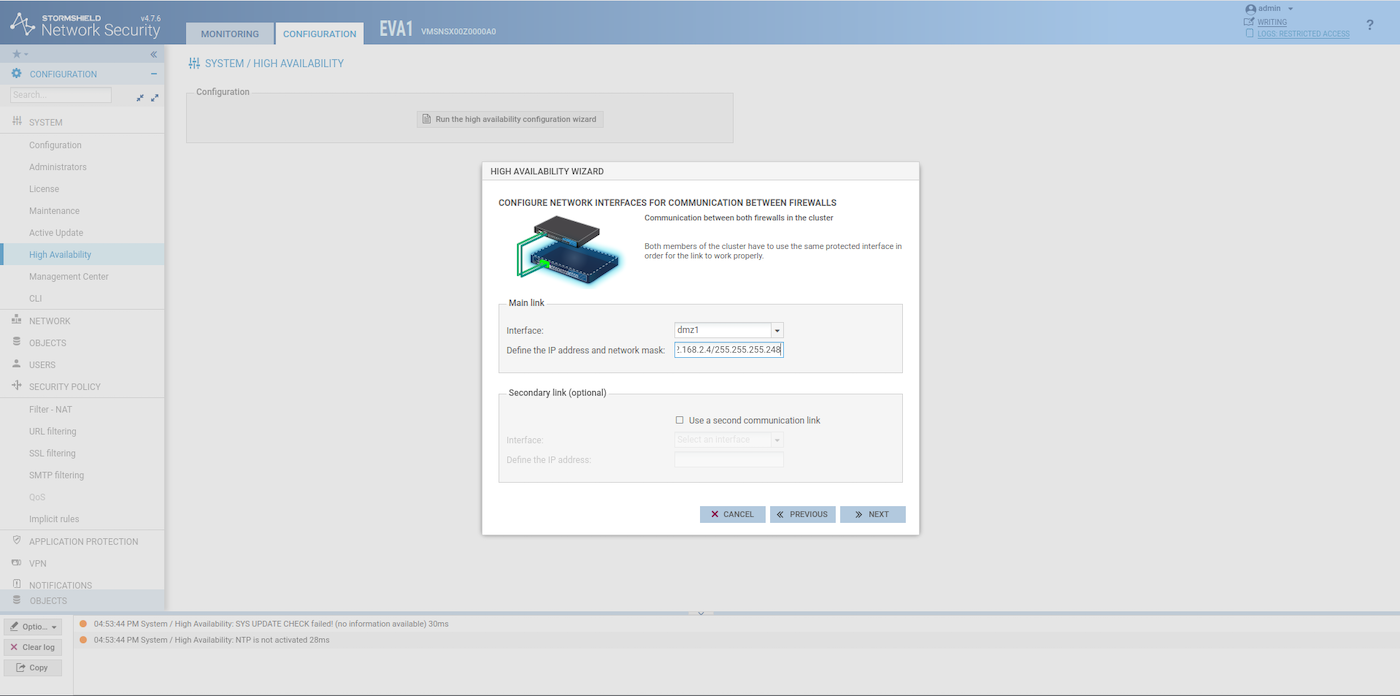 STORMSHIELD v4.7.6
Network Security
MONITORING
CONFIGURATION
EVA1 VMSNSX00Z0000A0
admin
WRITING
LOGS: RESTRICTED ACCESS
?
CONFIGURATION
Search...
SYSTEM
Configuration
Administrators
License
Maintenance
Active Update
High Availability
Management Center
CLI
NETWORK
OBJECTS
USERS
SECURITY POLICY
Filter - NAT
URL filtering
SSL filtering
SMTP filtering
QoS
Implicit rules
APPLICATION PROTECTION
VPN
NOTIFICATIONS
OBJECTS
SYSTEM / HIGH AVAILABILITY
Configuration
Run the high availability configuration wizard
HIGH AVAILABILITY WIZARD
CONFIGURE NETWORK INTERFACES FOR COMMUNICATION BETWEEN FIREWALLS
Communication between both firewalls in the cluster
Both members of the cluster have to use the same protected interface in
order for the link to work properly.
Main link
Interface: dmz1
Define the IP address and network mask: 2.168.2.4/255.255.255.248
Secondary link (optional)
Use a second communication link
Interface: Select an interface
Define the IP address:
CANCEL
PREVIOUS
NEXT
Optio...
Clear log
Copy
04:53:44 PM System / High Availability: SYS UPDATE CHECK failed! (no information available) 30ms
04:53:44 PM System / High Availability: NTP is not activated 28ms